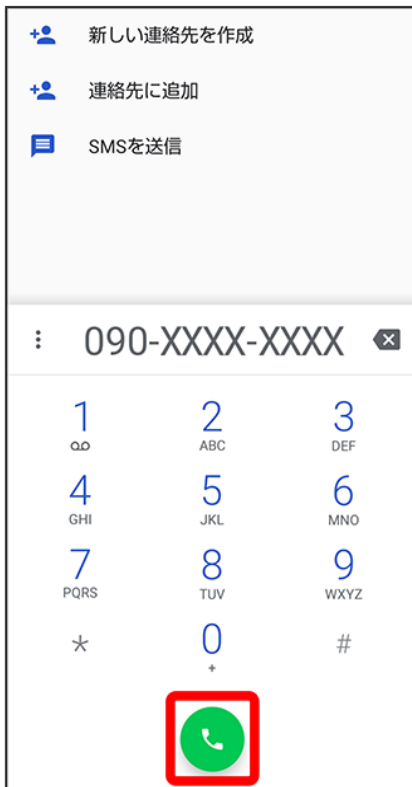 新しい連絡先を作成
連絡先に追加
SMSを送信
090-XXXX-XXXX
1 2 3
ABC DEF
4 5 6
GHI JKL MNO
7 8 9
PQRS TUV WXYZ
* 0 #
+